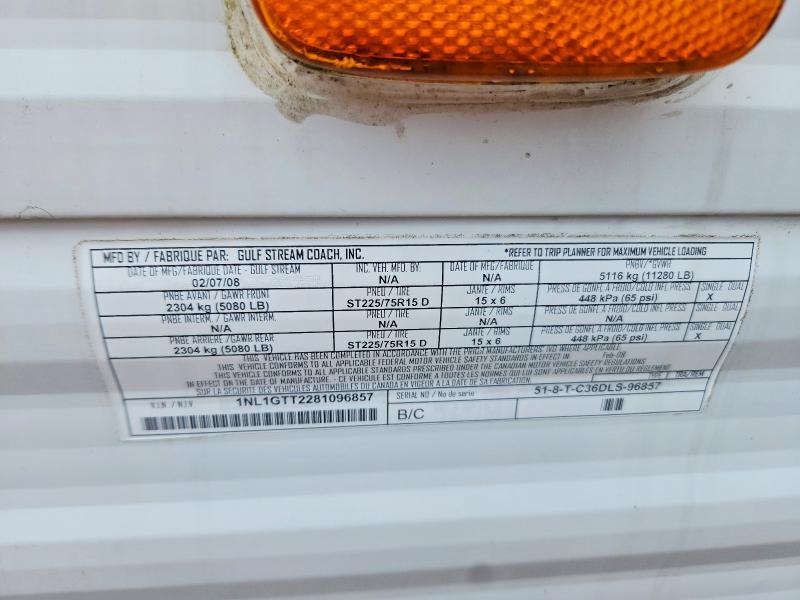 MFD BY / FABRIQUE PAR: GULF STREAM COACH, INC. *REFER TO TRIP PLANNER FOR MAXIMUM VEHICLE LOADING
DATE OF MFG/FABRIQUE DATE - GULF STREAM INC. VEH. MFG. BY: DATE OF MFG/FABRIQUE PNBV/*GVWR
02/07/08 N/A N/A 5116 kg (11280 LB)
PNBE AVANT / GAWR FRONT PNEU / TIRE JANTE / RIMS PRESS DE GONFL A FROID/COLD INFL PRESS SINGLE DUAL
2304 kg (5080 LB) ST225/75R15 D 15 x 6 448 kPa (65 psi) X
PNBE INTERM. / GAWR INTERM. PNEU / TIRE JANTE / RIMS PRESS DE GONFL A FROID/COLD INFL PRESS SINGLE DUAL
N/A N/A N/A N/A
PNBE ARRIERE / GAWR REAR PNEU / TIRE JANTE / RIMS PRESS DE GONFL A FROID/COLD INFL PRESS SINGLE DUAL
2304 kg (5080 LB) ST225/75R15 D 15 x 6 448 kPa (65 psi) X
THIS VEHICLE HAS BEEN COMPLETED IN ACCORDANCE WITH THE PRIOR MANUFACTURERS' IVD WHERE APPLICABLE.
THIS VEHICLE CONFORMS TO ALL APPLICABLE FEDERAL MOTOR VEHICLE SAFETY STANDARDS IN EFFECT IN Feb-08
THIS VEHICLE CONFORMS TO ALL APPLICABLE STANDARDS PRESCRIBED UNDER THE CANADIAN MOTOR VEHICLE SAFETY REGULATIONS
IN EFFECT ON THE DATE OF MANUFACTURE - CE VEHICULE EST CONFORME A TOUTES LES NORMES QUI LUI SONT APPLICABLES EN VERTU DU REGLEMENT
SUR LA SECURITE DES VEHICULES AUTOMOBILES DU CANADA EN VIGEUR A LA DATE DE SA FABRICATION. TYPE: TRA/REM
VIN / NIV 1NL1GTT2281096857 SERIAL NO / No de serie 51-8-T-C36DLS-96857
B/C